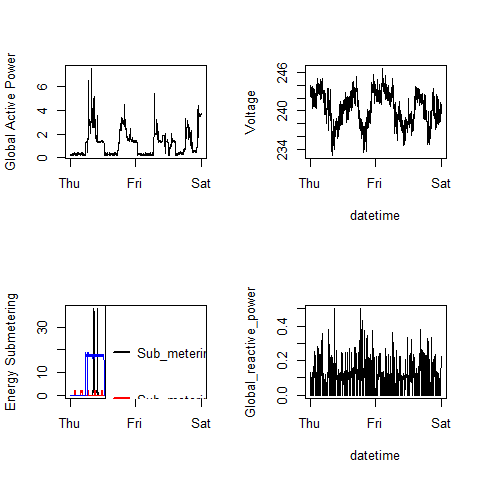 Global Active Power
0 2 4 6
Thu Fri Sat
Voltage
234 240 246
Thu Fri Sat
datetime
Energy Submetering
0 10 30
Sub_meterin
Sub_meterin
Thu Fri Sat
Global_reactive_power
0.0 0.2 0.4
Thu Fri Sat
datetime